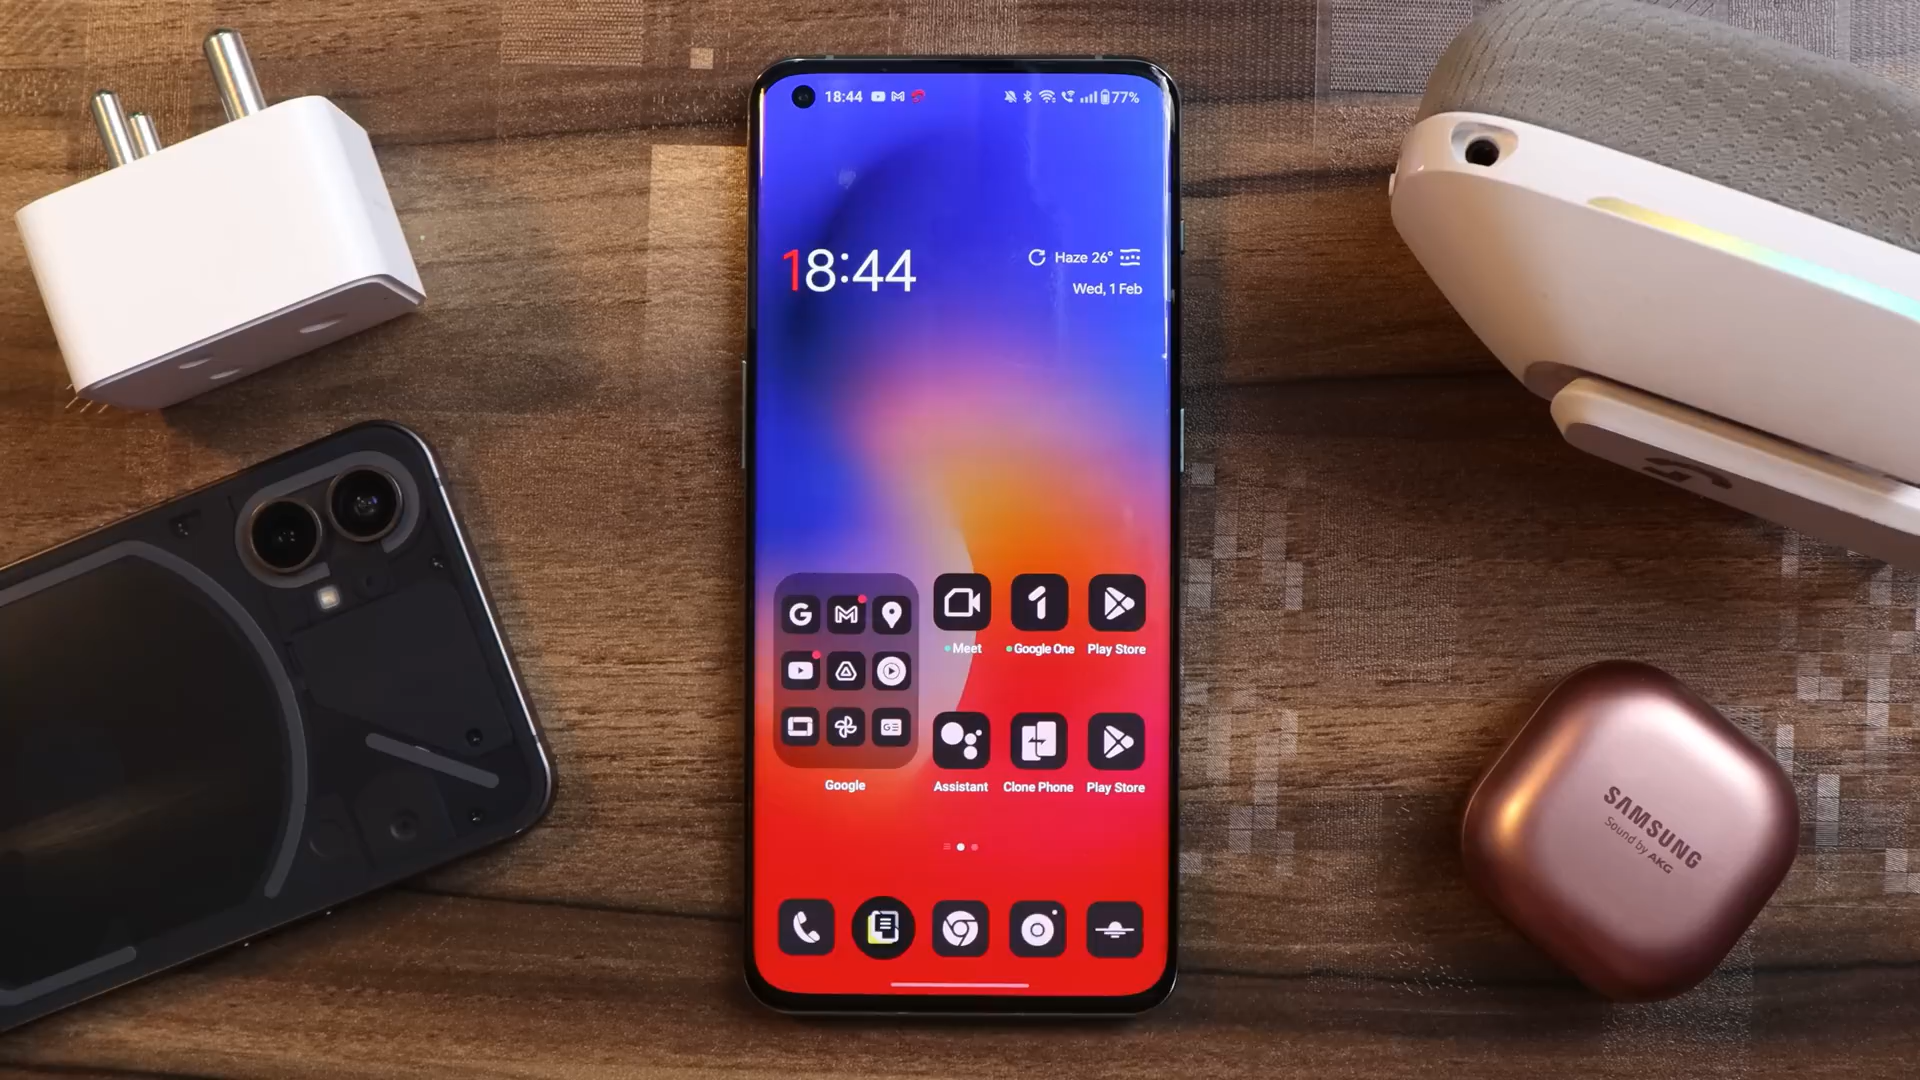 18:44
77%
18:44
Haze 26°
Wed, 1 Feb
Meet
Google One
Play Store
Google
Assistant
Clone Phone
Play Store
SAMSUNG
Sound by AKG